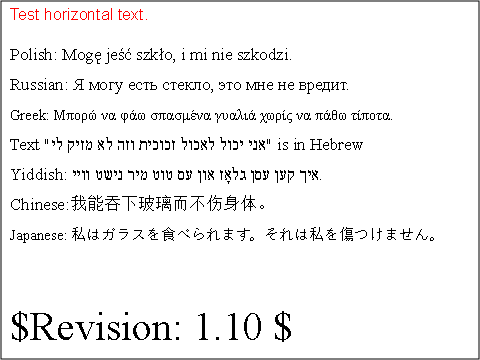 Test horizontal text.
Polish: Mogę jeść szkło, i mi nie szkodzi.
Russian: Я могу есть стекло, это мне не вредит.
Greek: Μπορώ να φάω σπασμένα γυαλιά χωρίς να πάθω τίποτα.
Text "אני יכול לאכול זכוכית וזה לא מזיק לי" is in Hebrew
Yiddish: איך קען עסן גלאָז און עס טוט מיר נישט וויי.
Chinese:我能吞下玻璃而不伤身体。
Japanese: 私はガラスを食べられます。それは私を傷つけません。
$Revision: 1.10 $